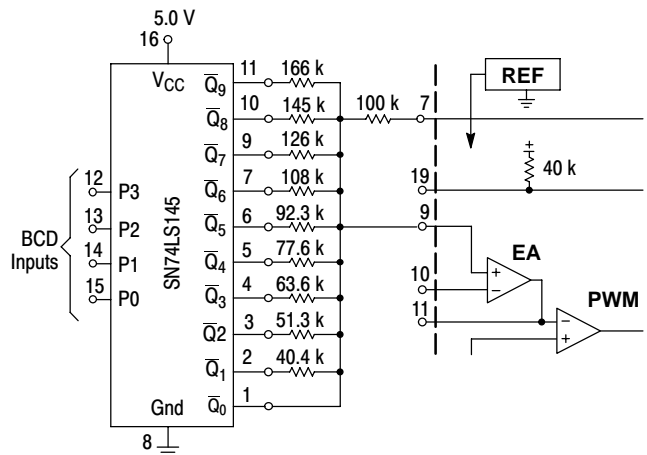 5.0 V
16
VCC
SN74LS145
Gnd
8
BCD
Inputs
12
P3
13
P2
14
P1
15
P0
Q9
11
166 k
Q8
10
145 k
Q7
9
126 k
Q6
7
108 k
Q5
6
92.3 k
Q4
5
77.6 k
Q3
4
63.6 k
Q2
3
51.3 k
Q1
2
40.4 k
Q0
1
100 k
7
REF
40 k
19
9
10
11
EA
+
−
PWM
−
+